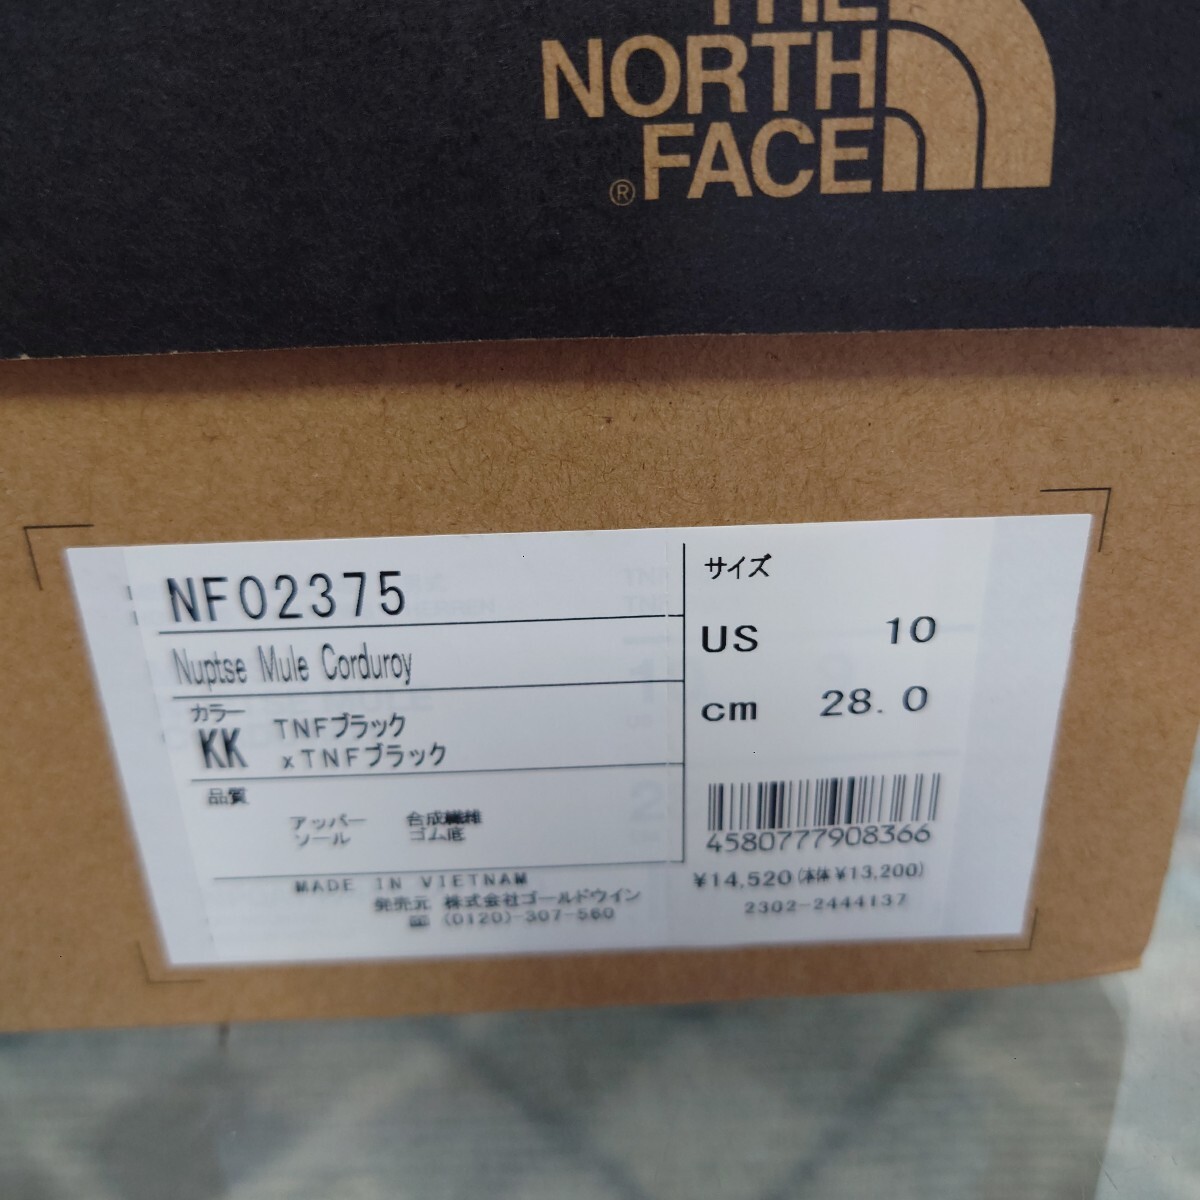 THE
NORTH
FACE
®
NF02375
Nuptse Mule Corduroy
カラー
KK TNFブラック
xTNFブラック
品質
アッパー 合成繊維
ソール ゴム底
MADE IN VIETNAM
発売元 株式会社ゴールドウイン
(0120)-307-560
サイズ
US 10
cm 28.0
4580777908366
¥14,520(本体¥13,200)
2302-2444137